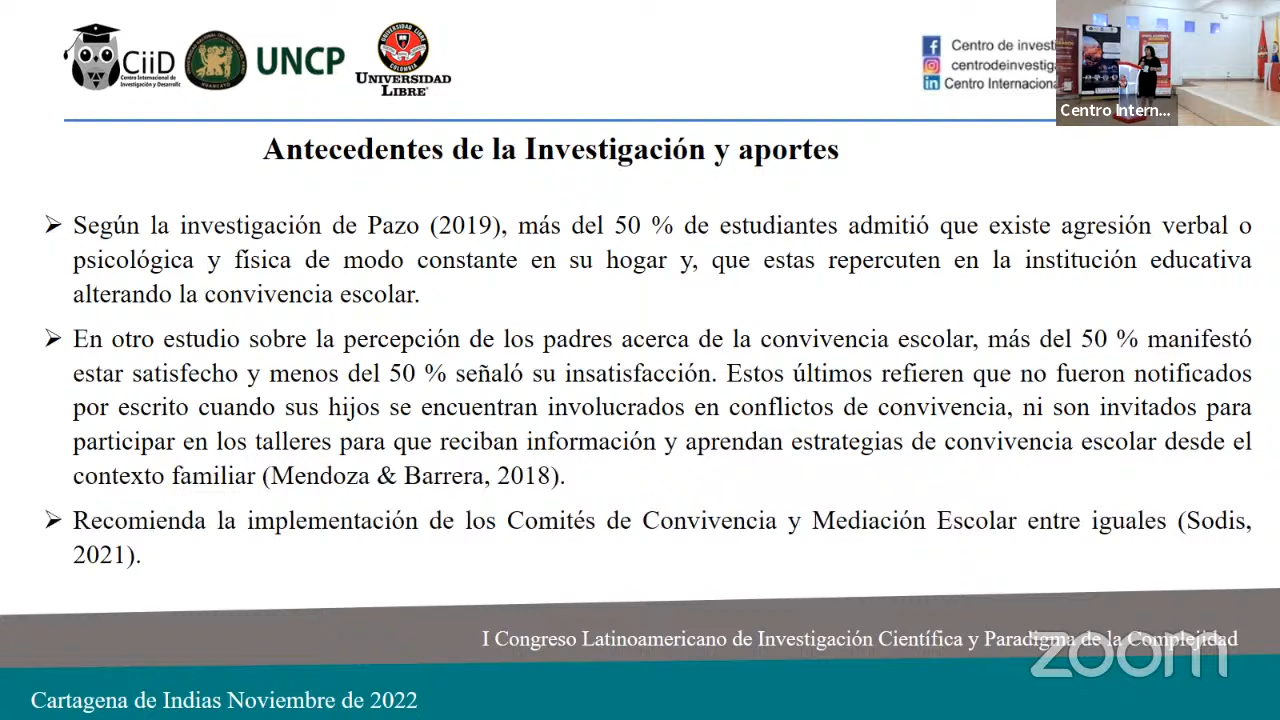 CiiD
Centro Internacional de
Investigación y Desarrollo
UNCP
UNIVERSIDAD
LIBRE
Centro de invest
centrodeinvestig
Centro Internaciona
Centro Intern...
Antecedentes de la Investigación y aportes
Según la investigación de Pazo (2019), más del 50 % de estudiantes admitió que existe agresión verbal o
psicológica y física de modo constante en su hogar y, que estas repercuten en la institución educativa
alterando la convivencia escolar.
En otro estudio sobre la percepción de los padres acerca de la convivencia escolar, más del 50 % manifestó
estar satisfecho y menos del 50 % señaló su insatisfacción. Estos últimos refieren que no fueron notificados
por escrito cuando sus hijos se encuentran involucrados en conflictos de convivencia, ni son invitados para
participar en los talleres para que reciban información y aprendan estrategias de convivencia escolar desde el
contexto familiar (Mendoza & Barrera, 2018).
Recomienda la implementación de los Comités de Convivencia y Mediación Escolar entre iguales (Sodis,
2021).
I Congreso Latinoamericano de Investigación Científica y Paradigma de la Complejidad
zoom
Cartagena de Indias Noviembre de 2022